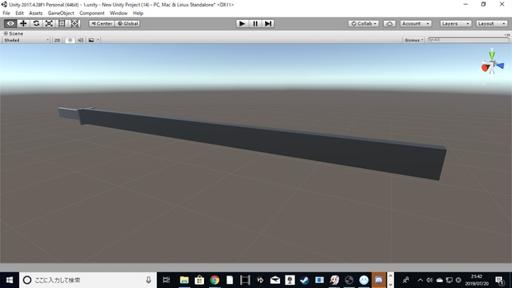 Unity 2017.4.28f1 Personal (64bit) - 1.unity - New Unity Project (14) - PC, Mac & Linux Standalone* <DX11>
File Edit Assets GameObject Component Window Help
Center Global Collab Account Layers Layout
Scene
Shaded 2D Gizmos
ここに入力して検索
21:42
2019/07/20